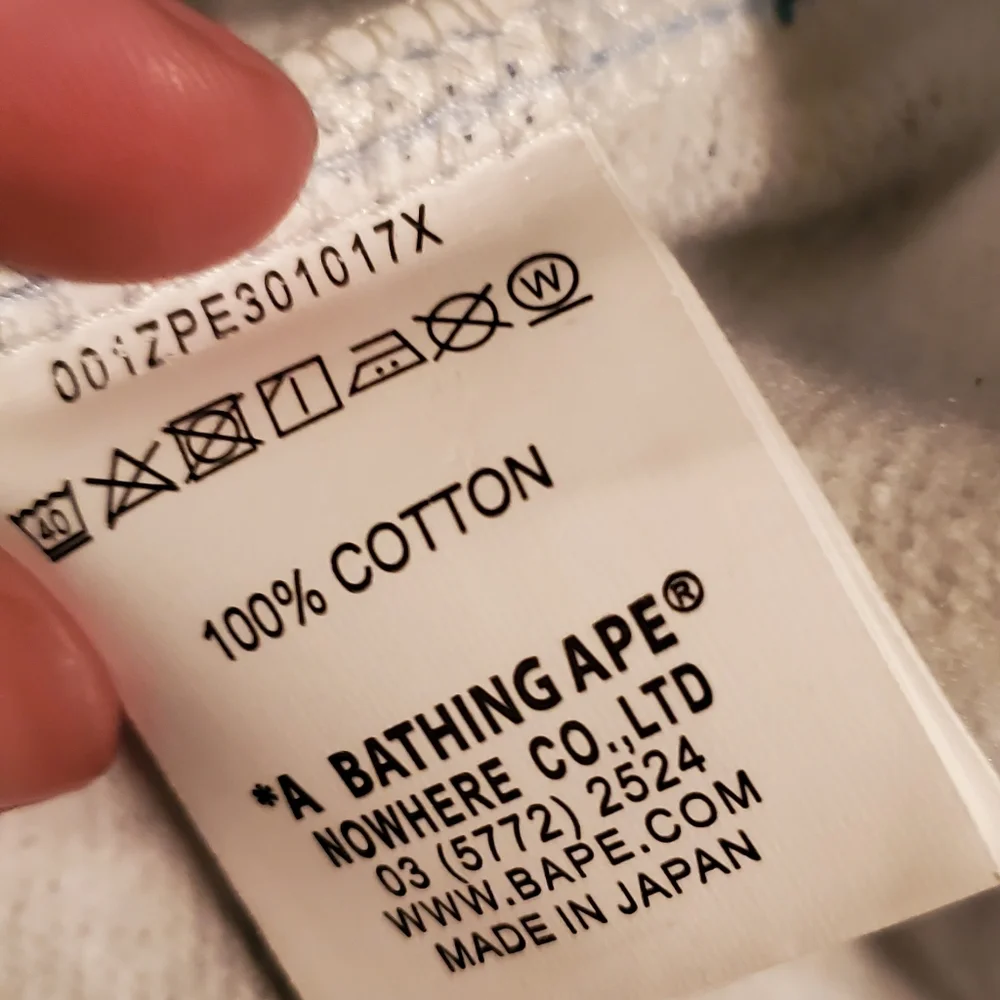 001ZPE301017X
40 W
100% COTTON
*A BATHING APE®
NOWHERE CO.,LTD
03 (5772) 2524
WWW.BAPE.COM
MADE IN JAPAN